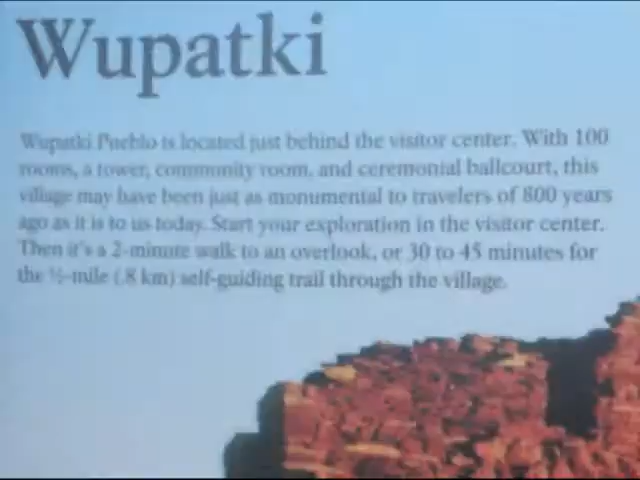 Wupatki
Wupatki Pueblo is located just behind the visitor center. With 100
rooms, a tower, community room, and ceremonial ballcourt, this
village may have been just as monumental to travelers of 800 years
ago as it is to us today. Start your exploration in the visitor center.
Then it's a 2-minute walk to an overlook, or 30 to 45 minutes for
the ½-mile (.8 km) self-guiding trail through the village.